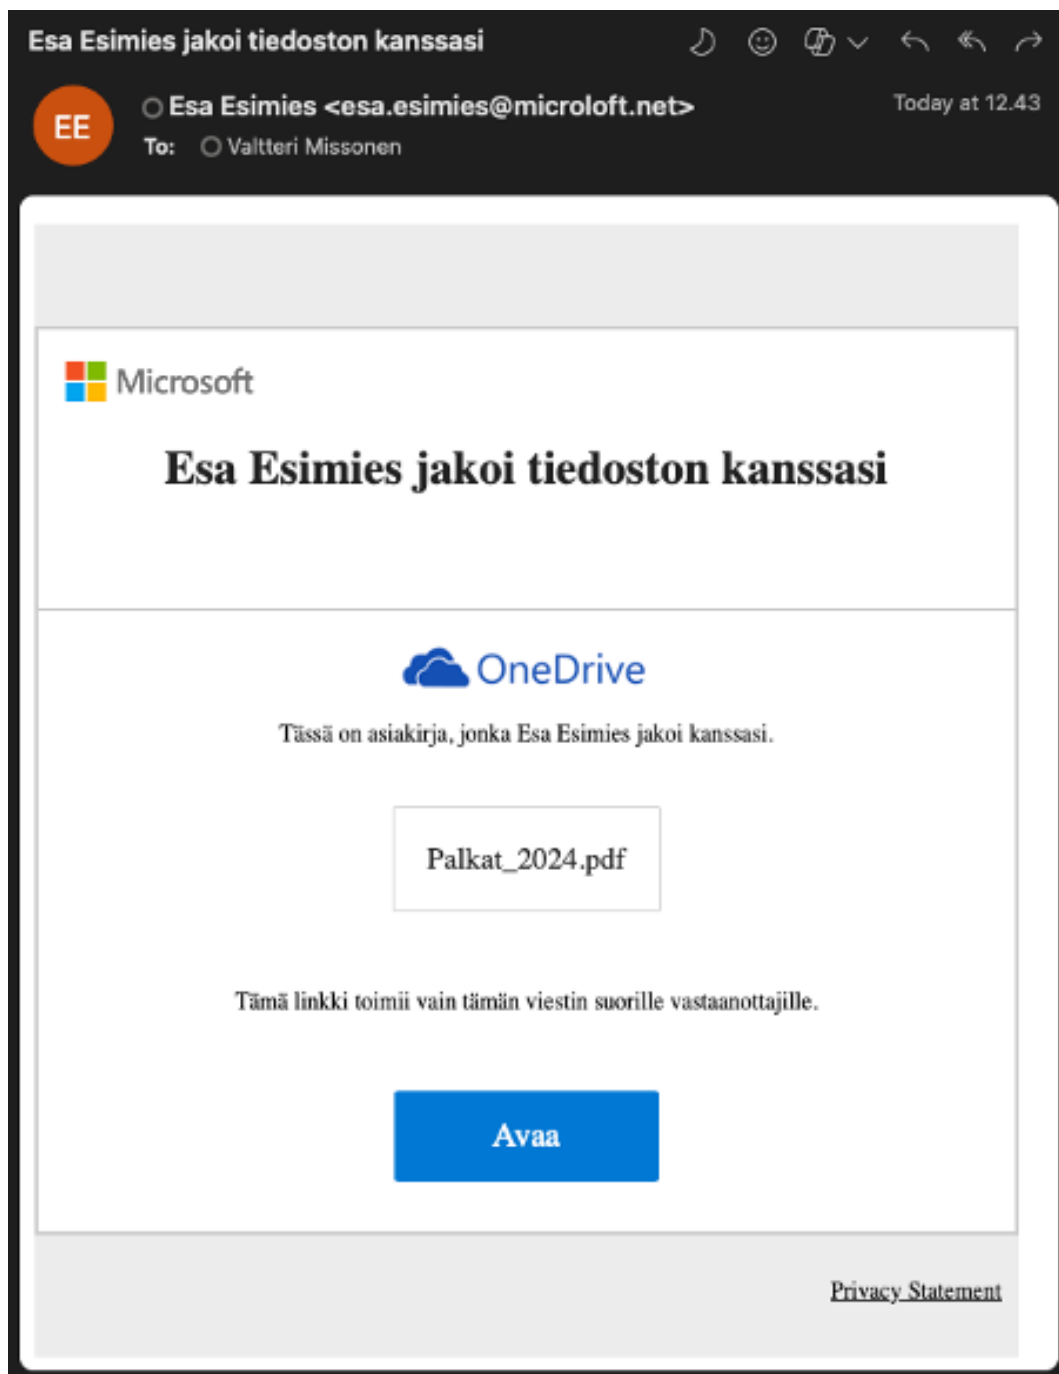 Esa Esimies jakoi tiedoston kanssasi
EE
Esa Esimies <esa.esimies@microloft.net>
Today at 12.43
To: Valtteri Missonen
Microsoft
Esa Esimies jakoi tiedoston kanssasi
OneDrive
Tässä on asiakirja, jonka Esa Esimies jakoi kanssasi.
Palkat_2024.pdf
Tämä linkki toimii vain tämän viestin suorille vastaanottajille.
Avaa
Privacy Statement